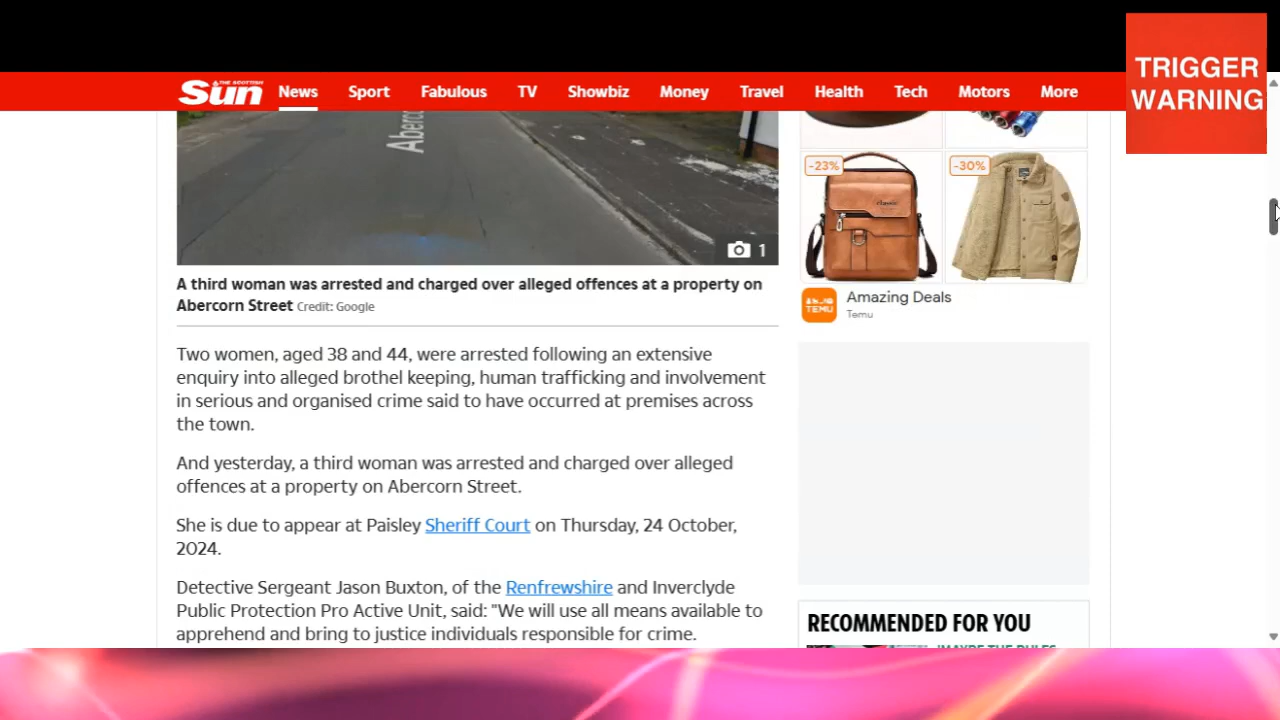 TRIGGER
WARNING
THE SCOTTISH
Sun
News
Sport
Fabulous
TV
Showbiz
Money
Travel
Health
Tech
Motors
More
Aberco
1
-23%
-30%
classic
TEMU
Amazing Deals
Temu
A third woman was arrested and charged over alleged offences at a property on
Abercorn Street Credit: Google
Two women, aged 38 and 44, were arrested following an extensive
enquiry into alleged brothel keeping, human trafficking and involvement
in serious and organised crime said to have occurred at premises across
the town.
And yesterday, a third woman was arrested and charged over alleged
offences at a property on Abercorn Street.
She is due to appear at Paisley Sheriff Court on Thursday, 24 October,
2024.
Detective Sergeant Jason Buxton, of the Renfrewshire and Inverclyde
Public Protection Pro Active Unit, said: "We will use all means available to
apprehend and bring to justice individuals responsible for crime.
RECOMMENDED FOR YOU